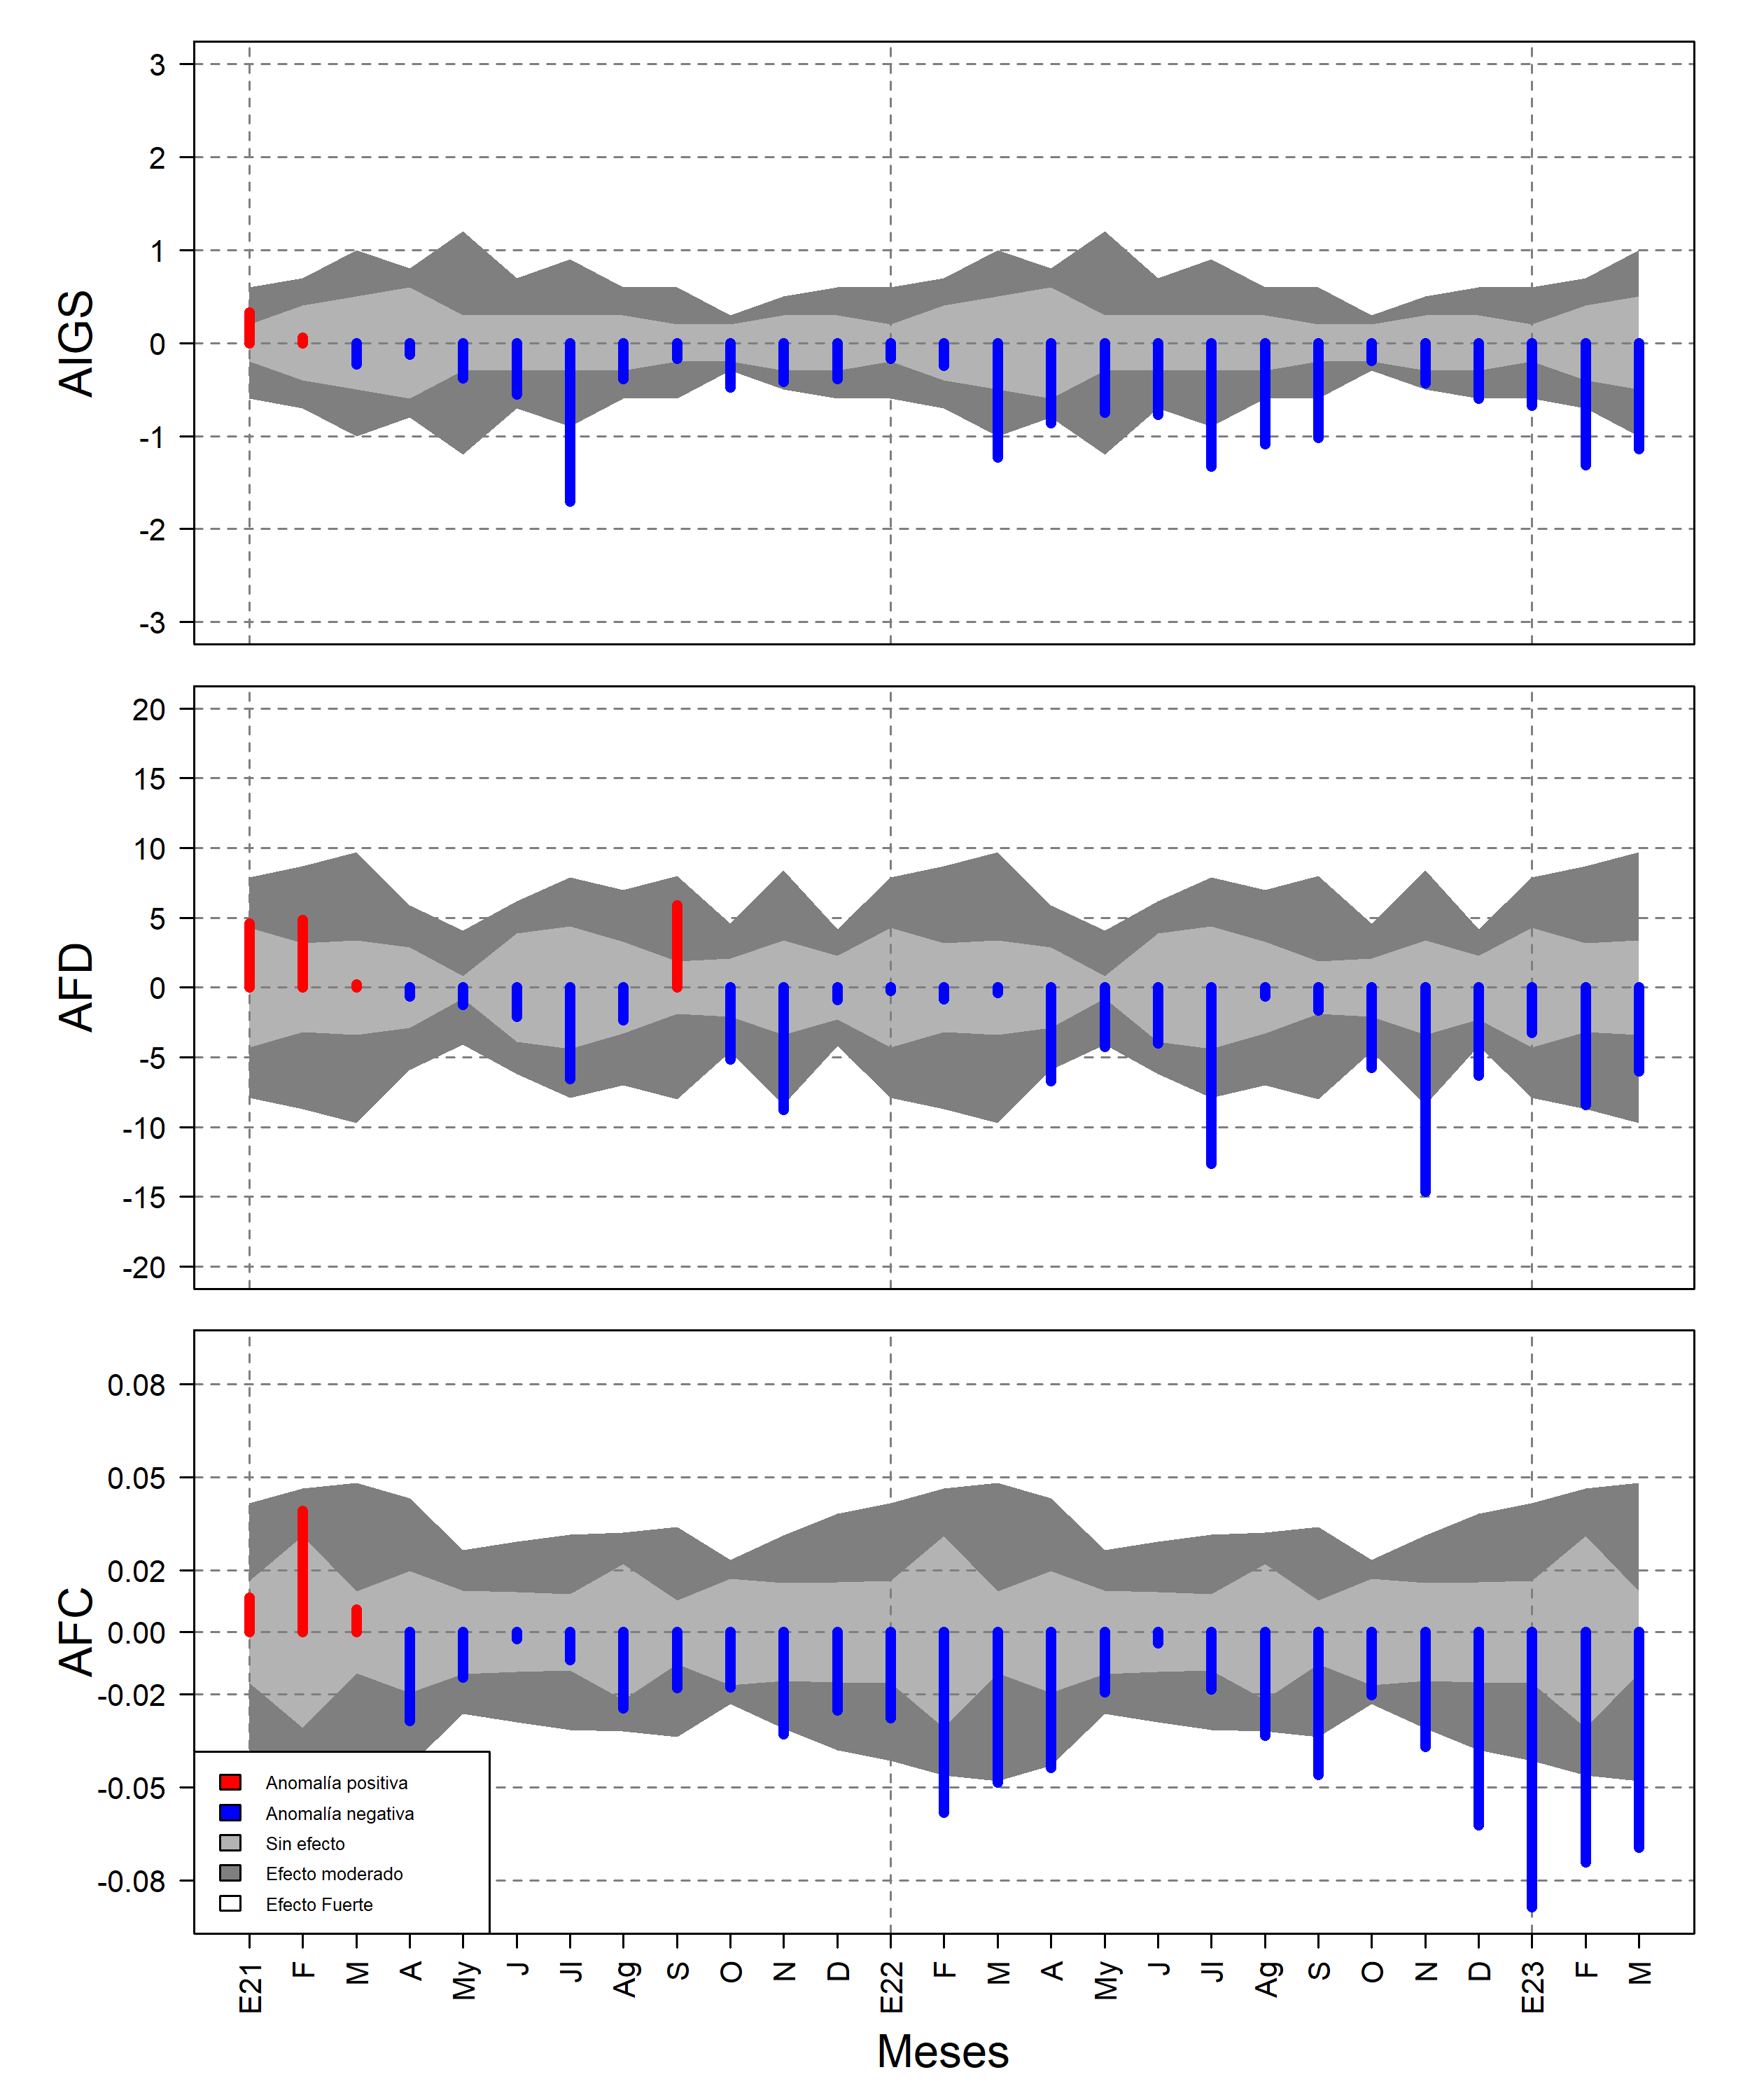 3
2
1
0
-1
-2
-3
AIGS
20
15
10
5
0
-5
-10
-15
-20
AFD
0.08
0.05
0.02
0.00
-0.02
-0.05
-0.08
AFC
Anomalía positiva
Anomalía negativa
Sin efecto
Efecto moderado
Efecto Fuerte
E21 F M A My J Jl Ag S O N D E22 F M A My J Jl Ag S O N D E23 F M
Meses